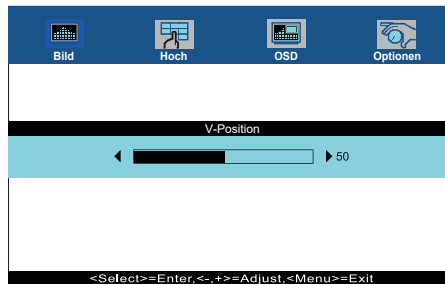 Bild Hoch OSD Optionen
V-Position
50
<Select>=Enter,<-,+>=Adjust,<Menu>=Exit